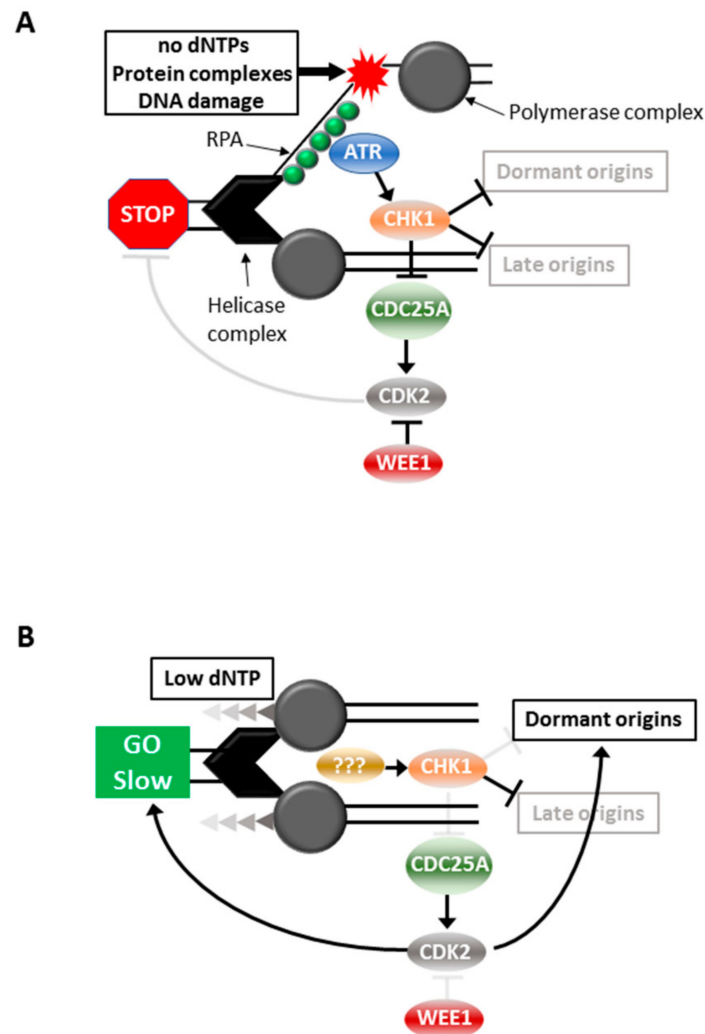 A
no dNTPs
Protein complexes
DNA damage
Polymerase complex
RPA
ATR
Dormant origins
STOP
CHK1
Late origins
Helicase
complex
CDC25A
CDK2
WEE1
B
Low dNTP
Dormant origins
GO
Slow
???
CHK1
Late origins
CDC25A
CDK2
WEE1